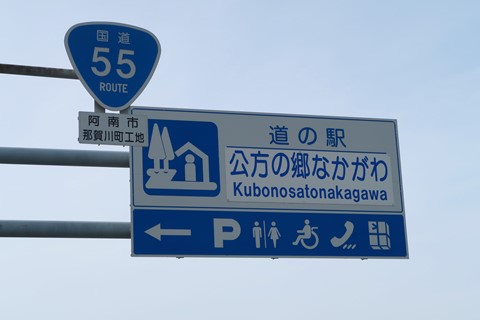 国道
55
ROUTE
阿南市
那賀川町工地
道の駅
公方の郷なかがわ
Kubonosatonakagawa
P